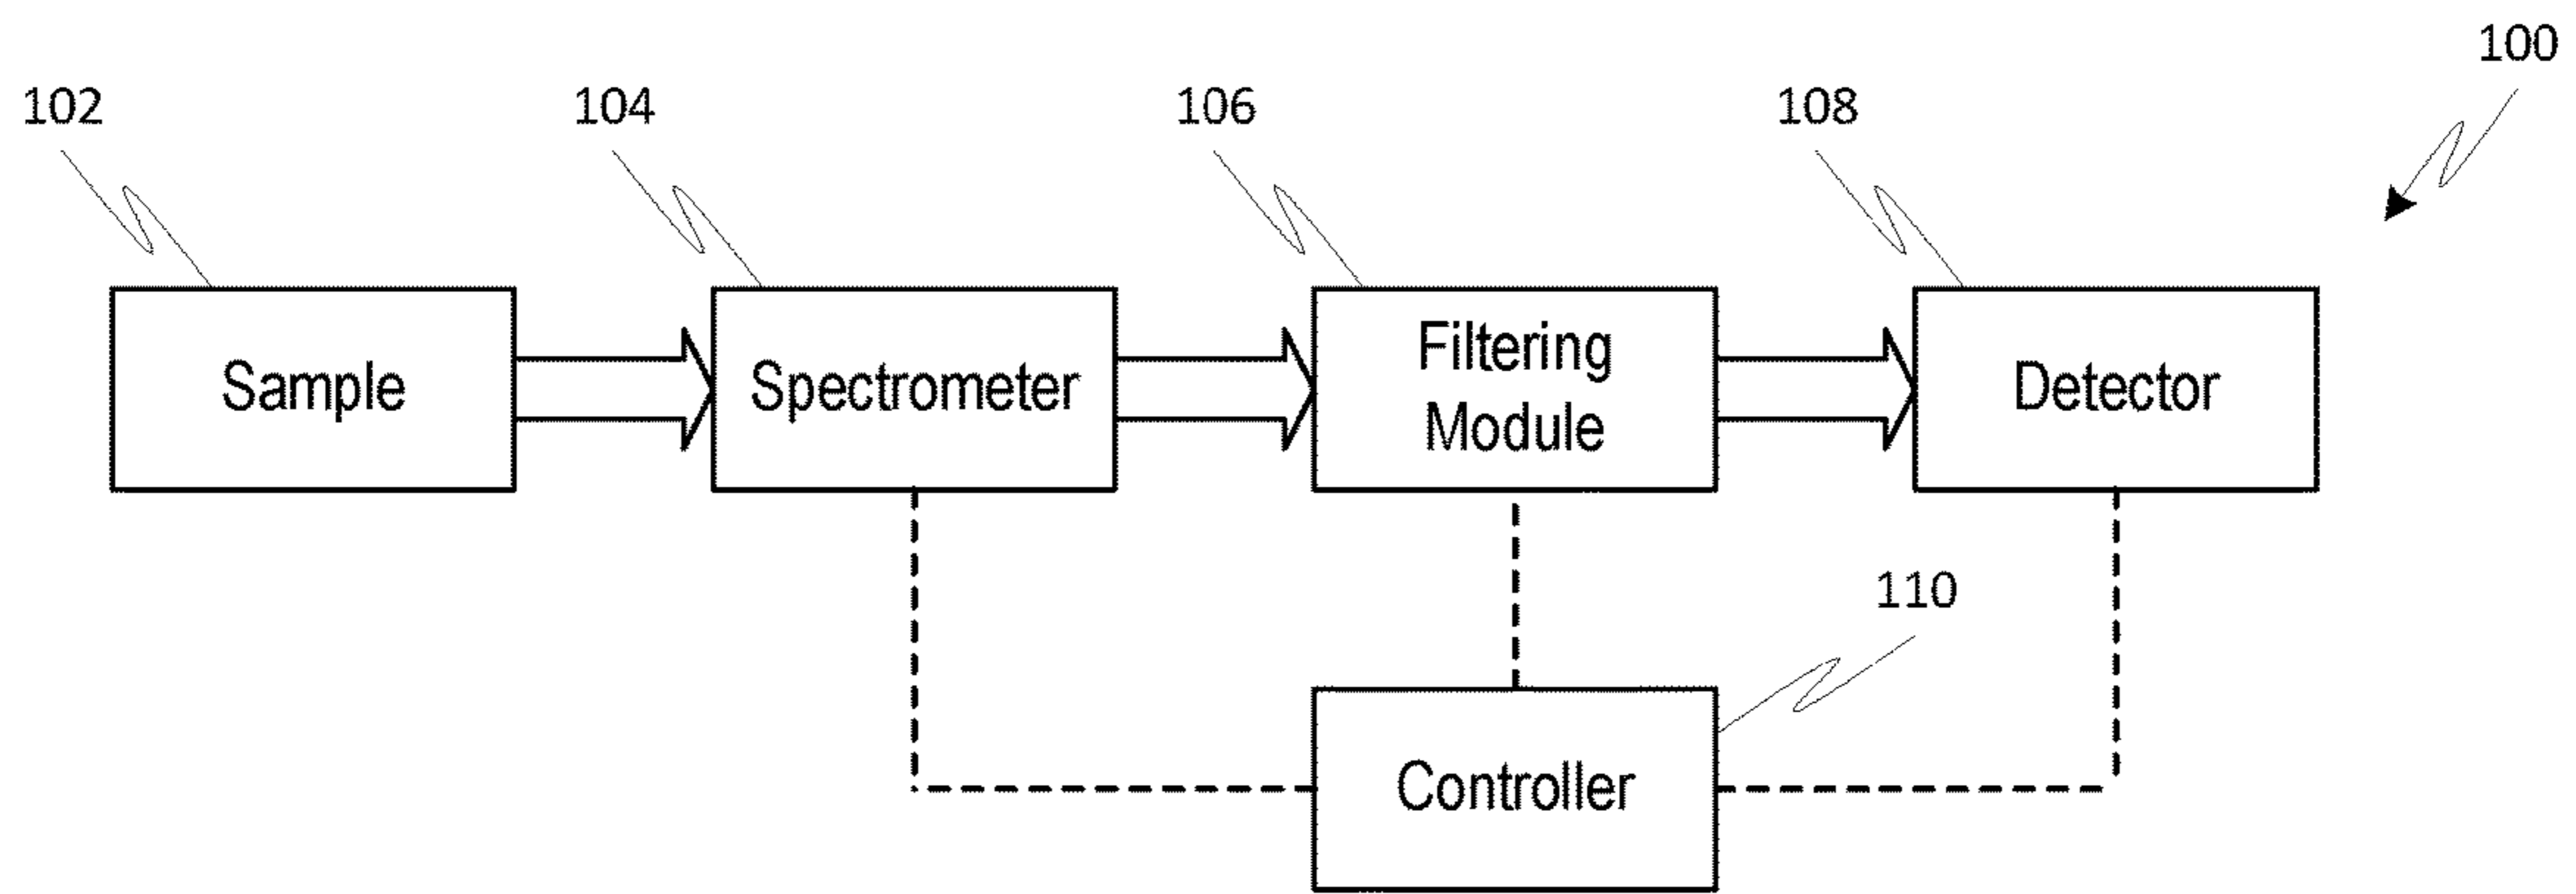 100
102
104
106
108
Sample
Spectrometer
Filtering
Module
Detector
110
Controller